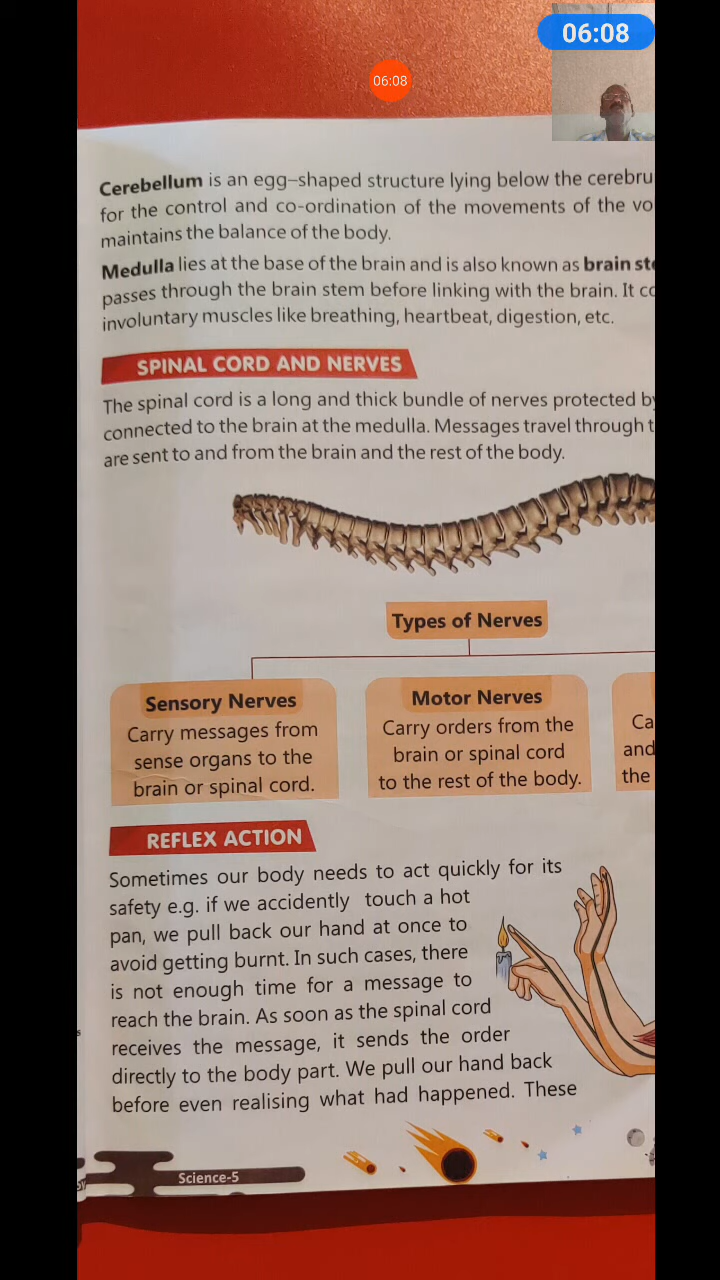 06:08
06:08
Cerebellum is an egg-shaped structure lying below the
for the control and co-ordination of the movements of the
maintains the balance of the body.
Medulla lies at the base of the brain and is also known as brain
passes through the brain stem before linking with the brain. It
involuntary muscles like breathing, heartbeat, digestion, etc.
SPINAL CORD AND NERVES
The spinal cord is a long and thick bundle of nerves protected
connected to the brain at the medulla. Messages travel through
are sent to and from the brain and the rest of the body.
Types of Nerves
Sensory Nerves
Carry messages from
sense organs to the
brain or spinal cord.
Motor Nerves
Carry orders from the
brain or spinal cord
to the rest of the body.
and
the
REFLEX ACTION
Sometimes our body needs to act quickly for its
safety e.g. if we accidently touch a hot
pan, we pull back our hand at once to
avoid getting burnt. In such cases, there
is not enough time for a message to
reach the brain. As soon as the spinal cord
receives the message, it sends the order
directly to the body part. We pull our hand back
before even realising what had happened. These
Science-5